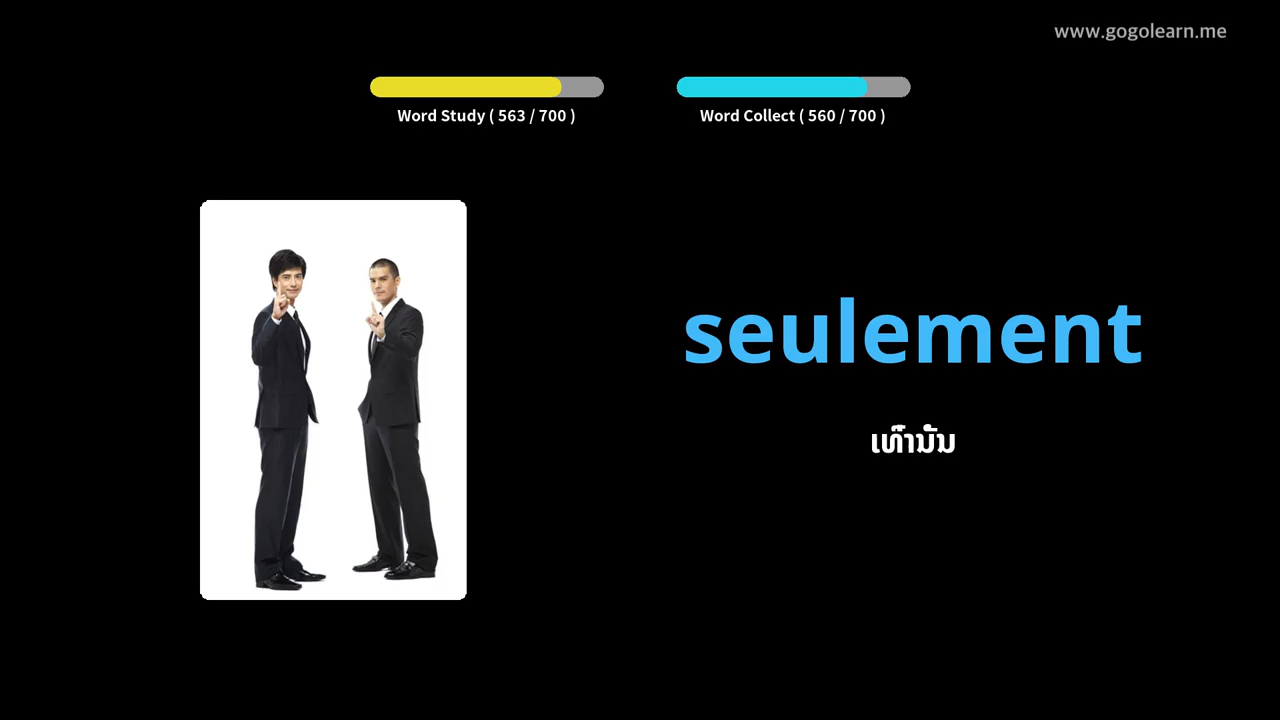 www.gogolearn.me
Word Study ( 563 / 700 )
Word Collect ( 560 / 700 )
seulement
ເທົ່ານັ້ນ